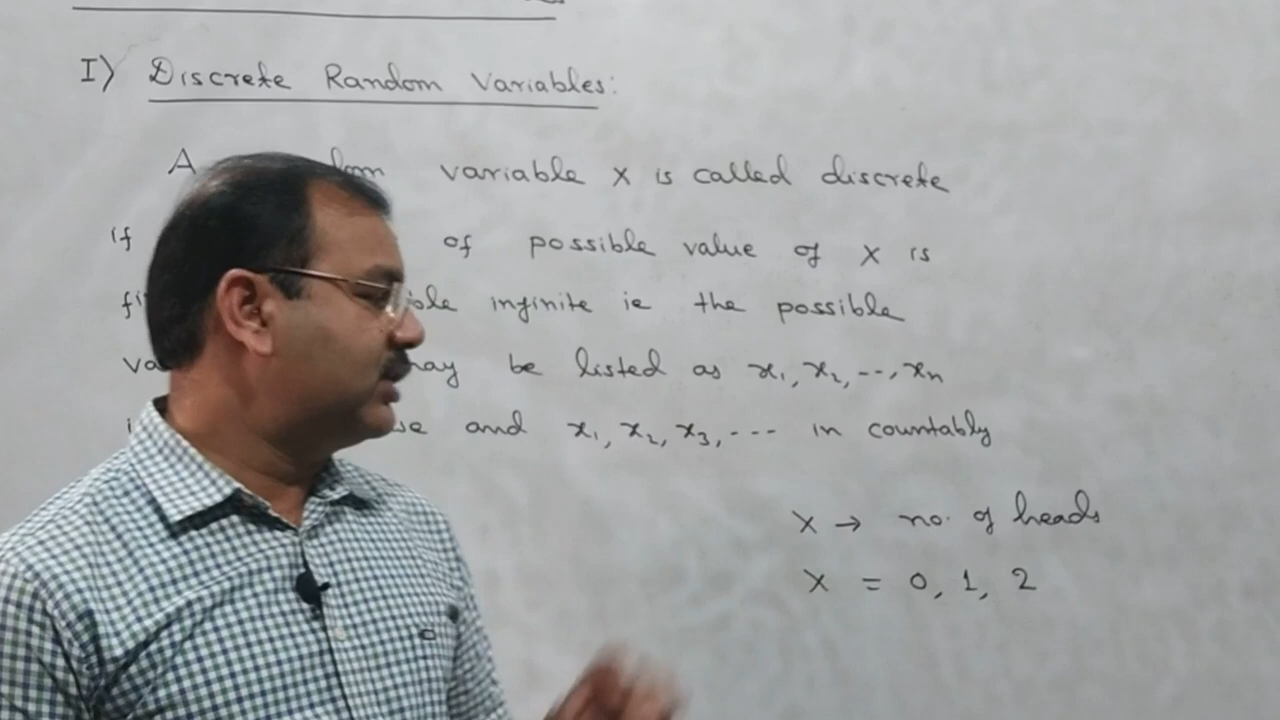 I) Discrete Random Variables:
A variable X is called discrete
if of possible value of X is
infinite ie the possible
be listed as x₁, x₂, --, xₙ
and x₁, x₂, x₃, --- in countably
X → no. of heads
X = 0, 1, 2